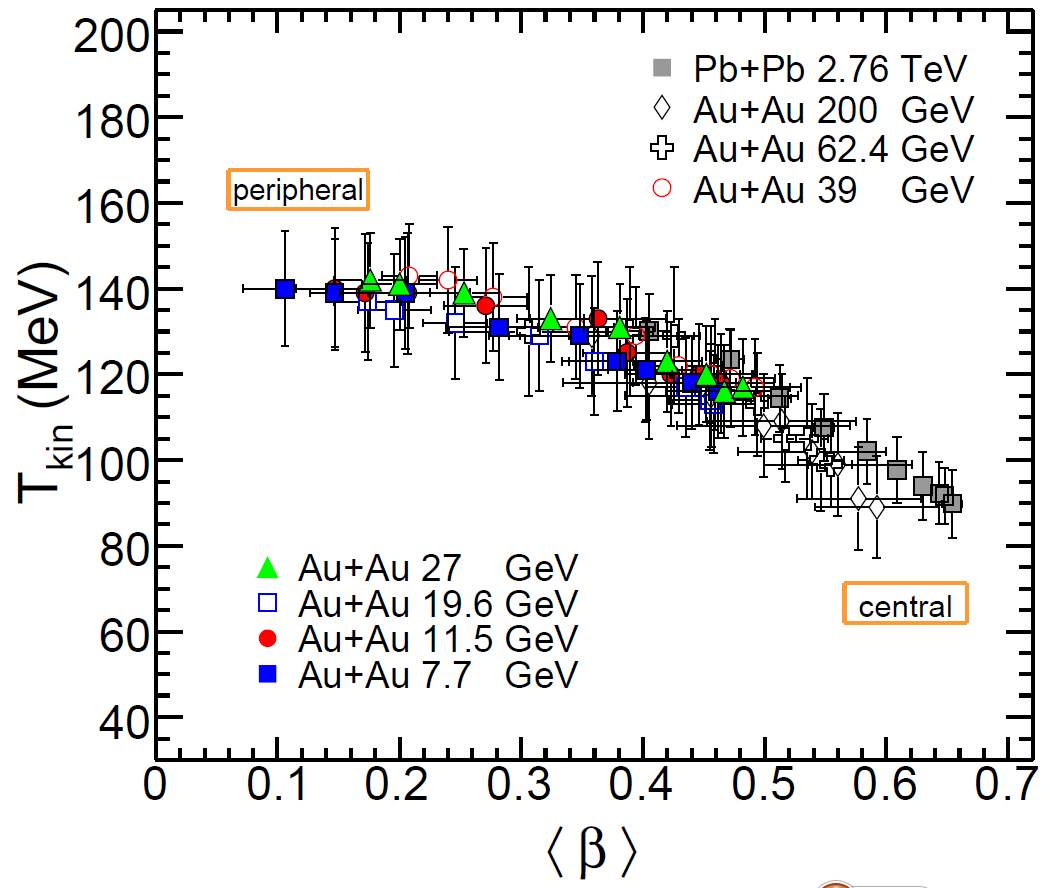 200
180
160
140
120
100
80
60
40
T_kin (MeV)
Pb+Pb 2.76 TeV
Au+Au 200 GeV
Au+Au 62.4 GeV
Au+Au 39 GeV
peripheral
Au+Au 27 GeV
Au+Au 19.6 GeV
Au+Au 11.5 GeV
Au+Au 7.7 GeV
central
0 0.1 0.2 0.3 0.4 0.5 0.6 0.7
⟨ β ⟩